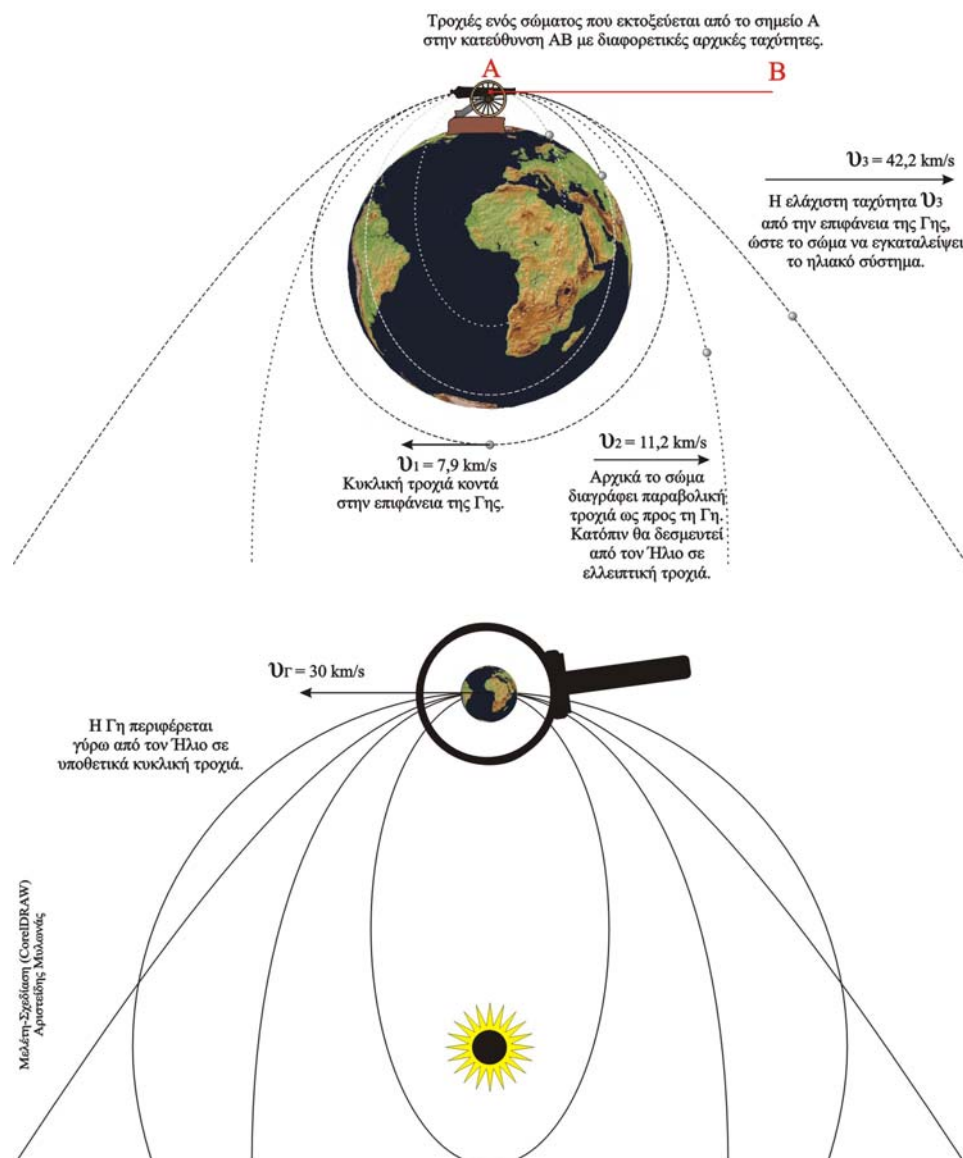 Τροχιές ενός σώματος που εκτοξεύεται από το σημείο Α
στην κατεύθυνση ΑΒ με διαφορετικές αρχικές ταχύτητες.
Α
Β
υ3 = 42,2 km/s
Η ελάχιστη ταχύτητα υ3
από την επιφάνεια της Γης,
ώστε το σώμα να εγκαταλείψει
το ηλιακό σύστημα.
υ1 = 7,9 km/s
Κυκλική τροχιά κοντά
στην επιφάνεια της Γης.
υ2 = 11,2 km/s
Αρχικά το σώμα
διαγράφει παραβολική
τροχιά ως προς τη Γη.
Κατόπιν θα δεσμευτεί
από τον Ήλιο σε
ελλειπτική τροχιά.
υΓ = 30 km/s
Η Γη περιφέρεται
γύρω από τον Ήλιο σε
υποθετικά κυκλική τροχιά.
Μελέτη-Σχεδίαση (CorelDRAW)
Αριστείδης Μυλωνάς